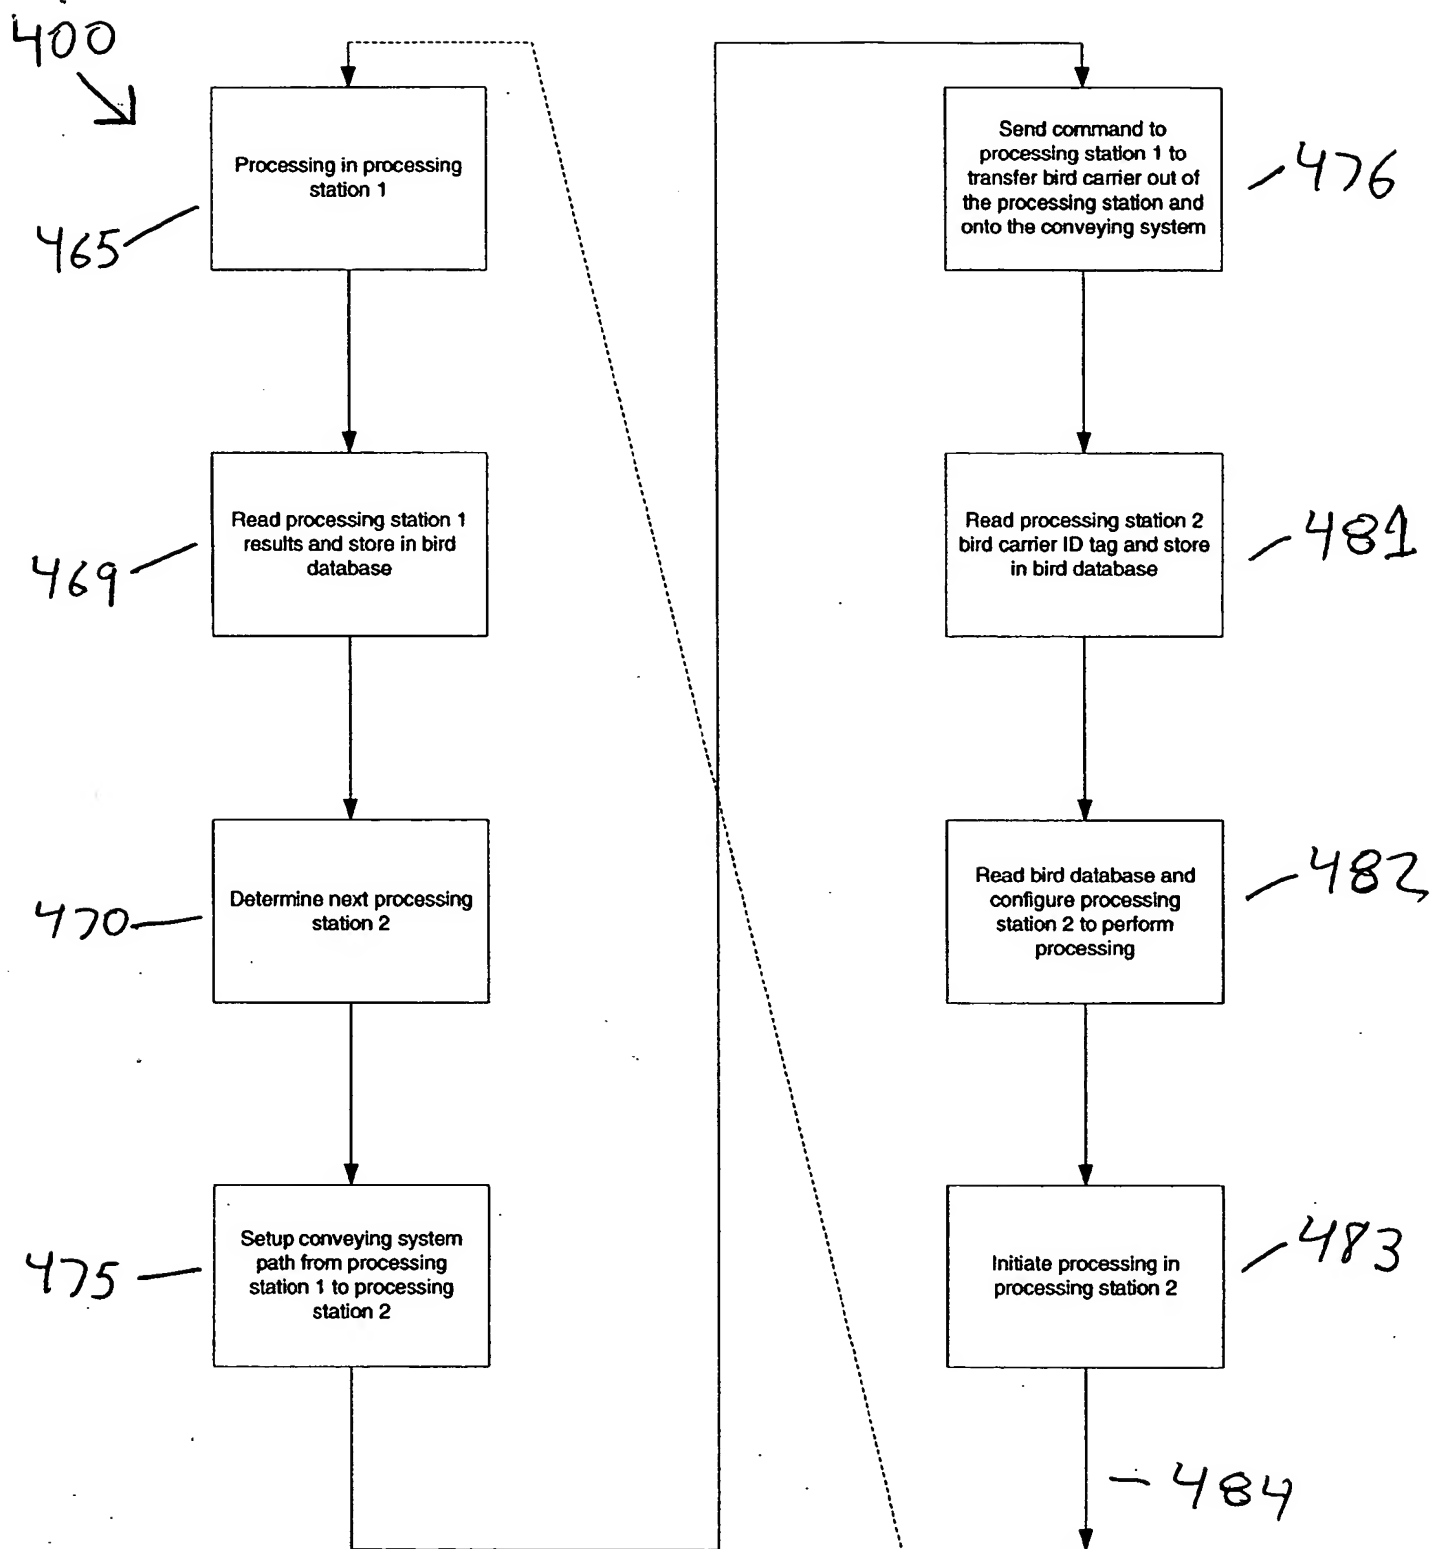 400
Processing in processing
station 1
465
Read processing station 1
results and store in bird
database
469
Determine next processing
station 2
470
Setup conveying system
path from processing
station 1 to processing
station 2
475
Send command to
processing station 1 to
transfer bird carrier out of
the processing station and
onto the conveying system
476
Read processing station 2
bird carrier ID tag and store
in bird database
481
Read bird database and
configure processing
station 2 to perform
processing
482
Initiate processing in
processing station 2
483
484